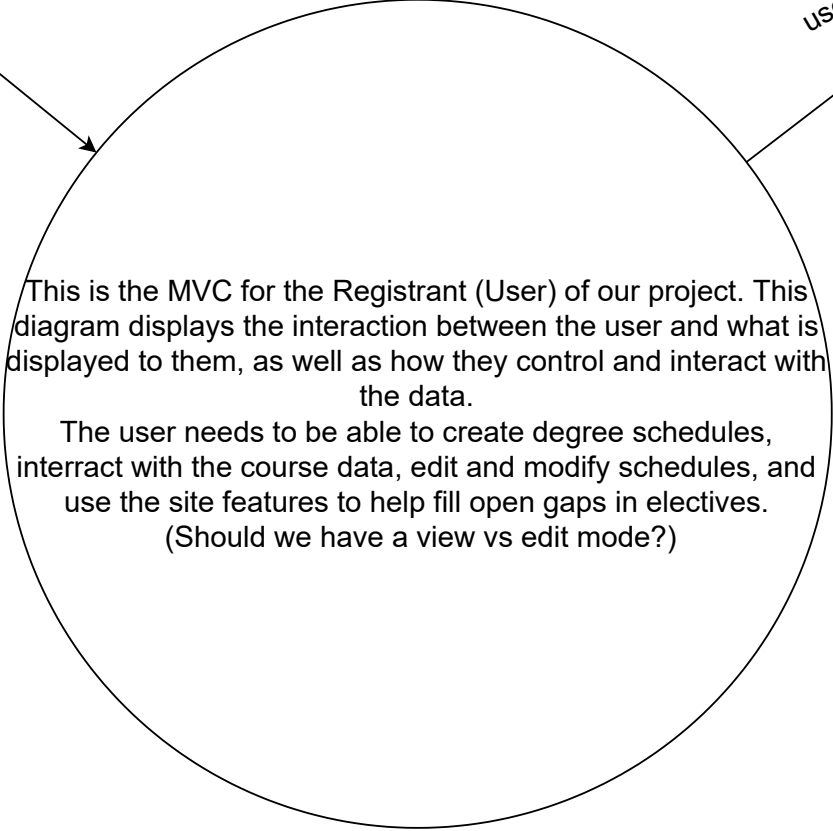 This is the MVC for the Registrant (User) of our project. This
diagram displays the interaction between the user and what is
displayed to them, as well as how they control and interact with
the data.
The user needs to be able to create degree schedules,
interract with the course data, edit and modify schedules, and
use the site features to help fill open gaps in electives.
(Should we have a view vs edit mode?)